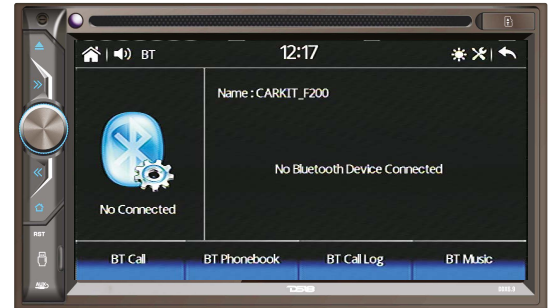 BT 12:17
Name : CARKIT_F200
No Bluetooth Device Connected
No Connected
BT Call BT Phonebook BT Call Log BT Music
RST
AUX
DS18